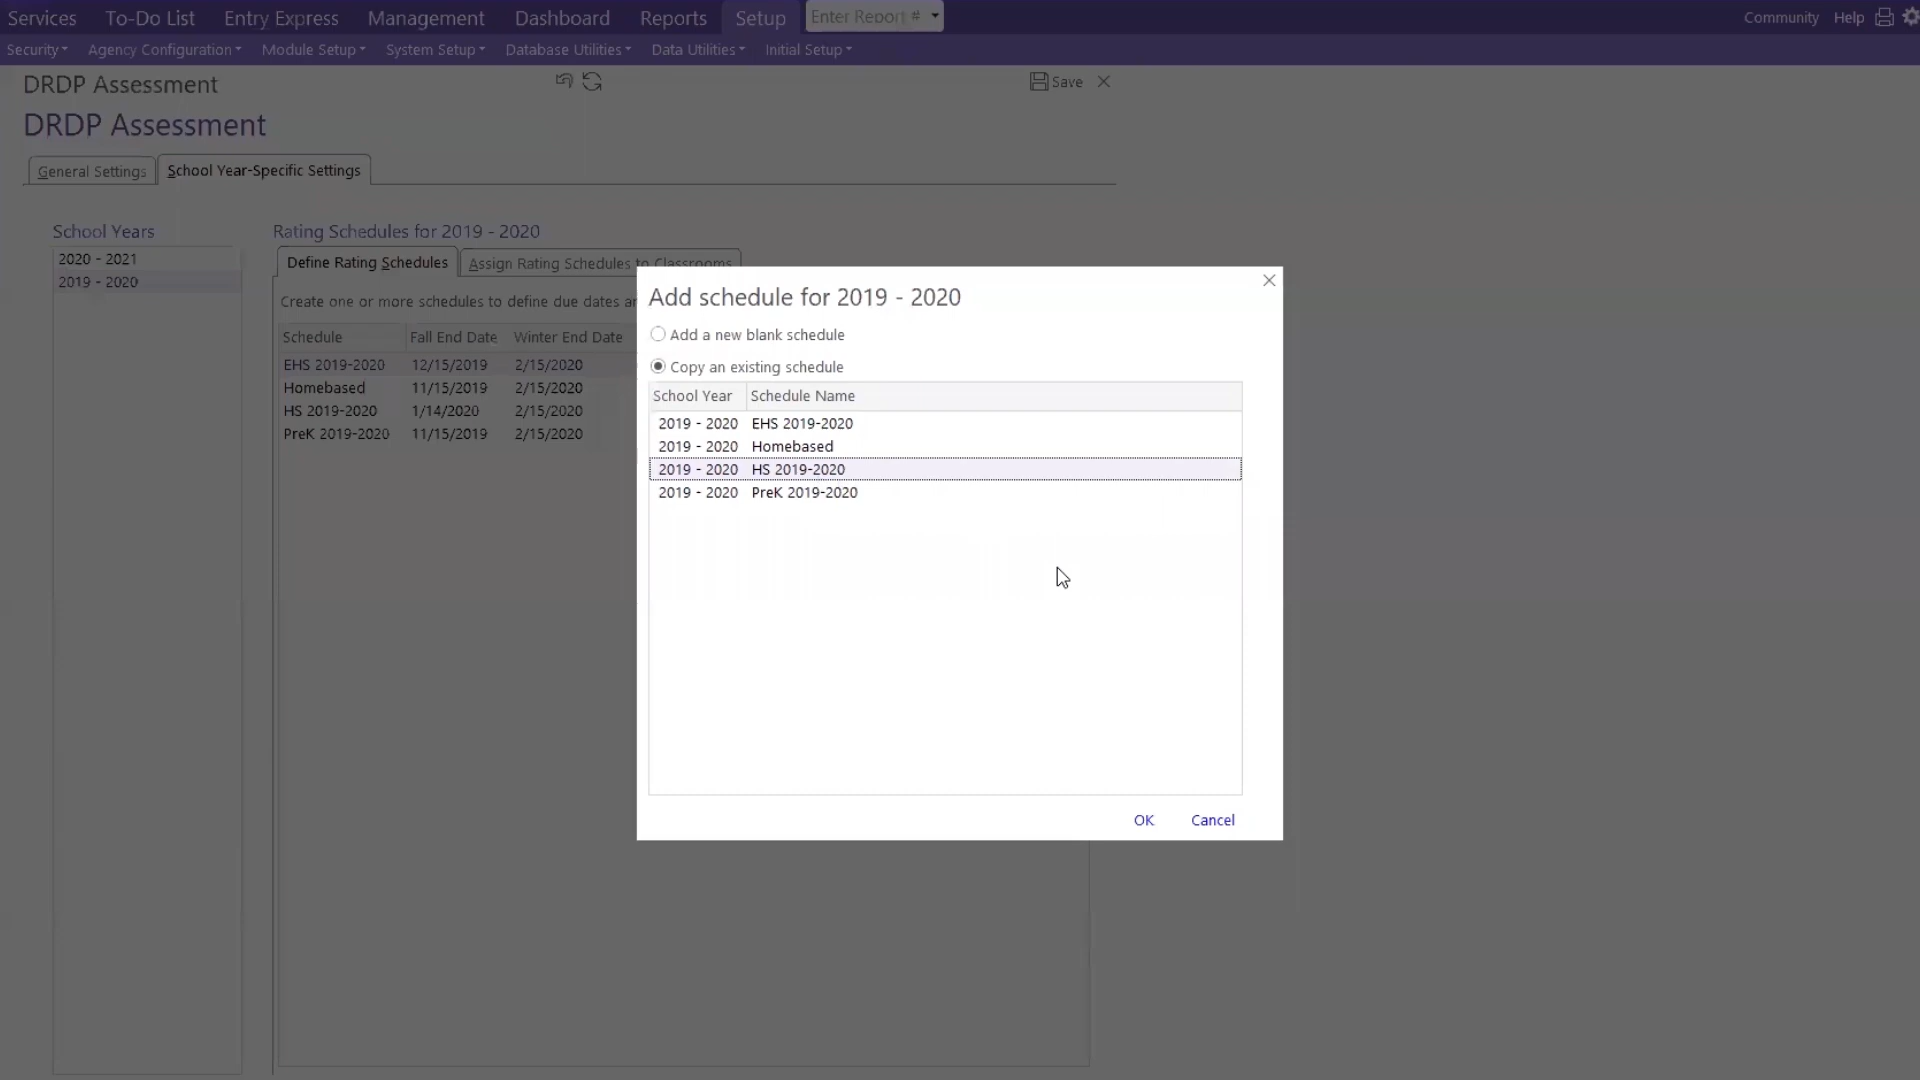 Services To-Do List Entry Express Management Dashboard Reports Setup Enter Report # Community Help
Security Agency Configuration Module Setup System Setup Database Utilities Data Utilities Initial Setup
DRDP Assessment Save
DRDP Assessment
General Settings School Year-Specific Settings
School Years Rating Schedules for 2019 - 2020
2020 - 2021
2019 - 2020
Define Rating Schedules Assign Rating Schedules to Classrooms
Create one or more schedules to define due dates
Schedule Fall End Date Winter End Date
EHS 2019-2020 12/15/2019 2/15/2020
Homebased 11/15/2019 2/15/2020
HS 2019-2020 1/14/2020 2/15/2020
PreK 2019-2020 11/15/2019 2/15/2020
Add schedule for 2019 - 2020
Add a new blank schedule
Copy an existing schedule
School Year Schedule Name
2019 - 2020 EHS 2019-2020
2019 - 2020 Homebased
2019 - 2020 HS 2019-2020
2019 - 2020 PreK 2019-2020
OK Cancel